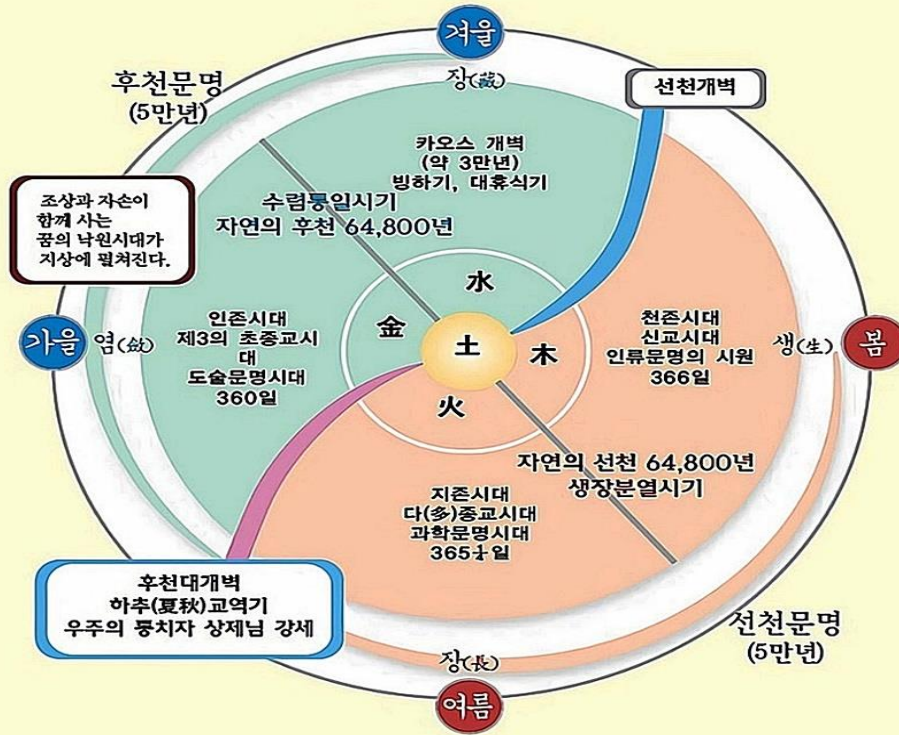 겨울
장(藏)
후천문명
(5만년)
선천개벽
카오스 개벽
(약 3만년)
빙하기, 대휴식기
조상과 자손이
함께 사는
꿈의 낙원시대가
지상에 펼쳐진다.
수렴통일시기
자연의 후천 64,800년
水
金
土
木
火
인존시대
제3의 초종교시
대
도술문명시대
360일
천존시대
신교시대
인류문명의 시원
366일
가을
염(斂)
생(生)
봄
자연의 선천 64,800년
생장분열시기
지존시대
다(多)종교시대
과학문명시대
365¼일
후천대개벽
하추(夏秋)교역기
우주의 통치자 상제님 강세
선천문명
(5만년)
장(長)
여름